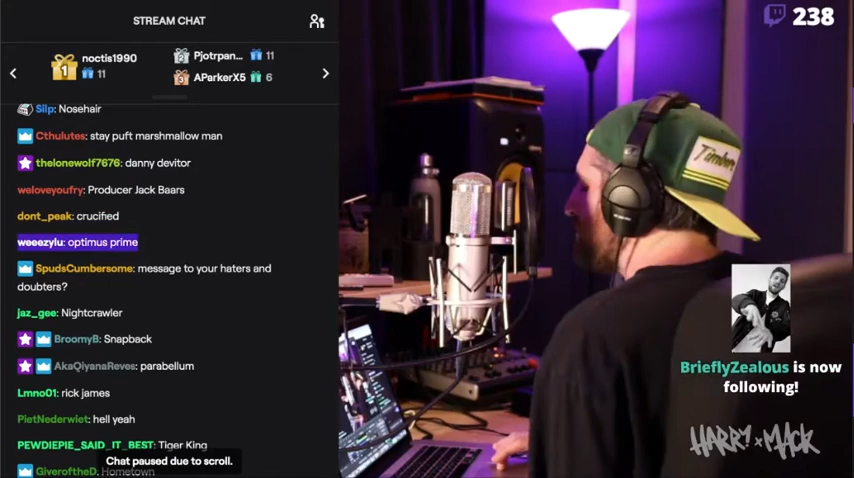 STREAM CHAT
238
noctis1990
11
Pjotrpan... 11
AParkerX5 6
1
Silp: Nosehair
Cthulutes: stay puft marshmallow man
thelonewolf7676: danny devitor
weloveyoufry: Producer Jack Baars
dont_peak: crucified
weeezylu: optimus prime
SpudsCumbersome: message to your haters and
doubters?
jaz_gee: Nightcrawler
BroomyB: Snapback
AkaQiyanaReves: parabellum
Lmno01: rick james
PietNederwiet: hell yeah
PEWDIEPIE_SAID_IT_BEST: Tiger King
Chat paused due to scroll.
GiveroftheD: Hometown
BrieflyZealous is now
following!
HARRY x MACK